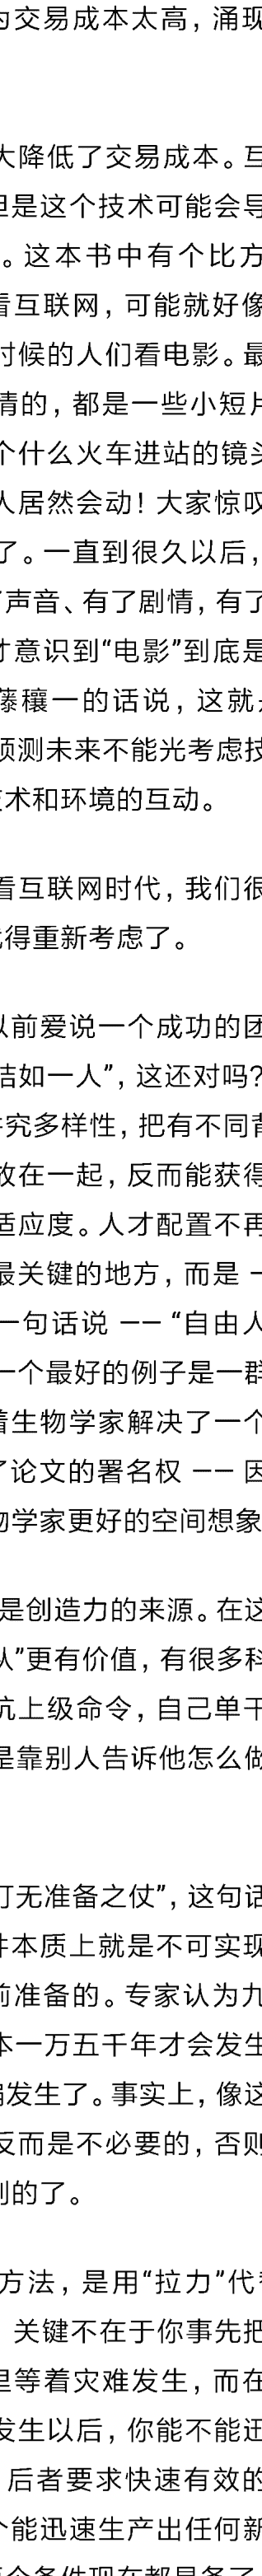 交易成本太高，涌现
大降低了交易成本。互
但是这个技术可能会导
。这本书中有个比方
看互联网，可能就好像
时候的人们看电影。最
情的，都是一些小短片
个什么火车进站的镜头
人居然会动！大家惊叹
了。一直到很久以后，
声音、有了剧情，有了
才意识到“电影”到底是
藤穰一的话说，这就
预测未来不能光考虑技
术和环境的互动。
看互联网时代，我们很
得重新考虑了。
以前爱说一个成功的团
结如一人”，这还对吗？
究多样性，把有不同背
放在一起，反而能获得
适应度。人才配置不再
最关键的地方，而是
一句话说 —— “自由人
一个最好的例子是一群
着生物学家解决了一个
了论文的署名权 —— 因
物学家更好的空间想象
是创造力的来源。在这
从”更有价值，有很多科
抗上级命令，自己单干
是靠别人告诉他怎么做
打无准备之仗”，这句话
件本质上就是不可实现
前准备的。专家认为九
本一万五千年才会发生
偏发生了。事实上，像这
反而是不必要的，否则
到的了。
方法，是用“拉力”代替
关键不在于你事先把
里等着灾难发生，而在
发生以后，你能不能迅
后者要求快速有效的
个能迅速生产出任何新